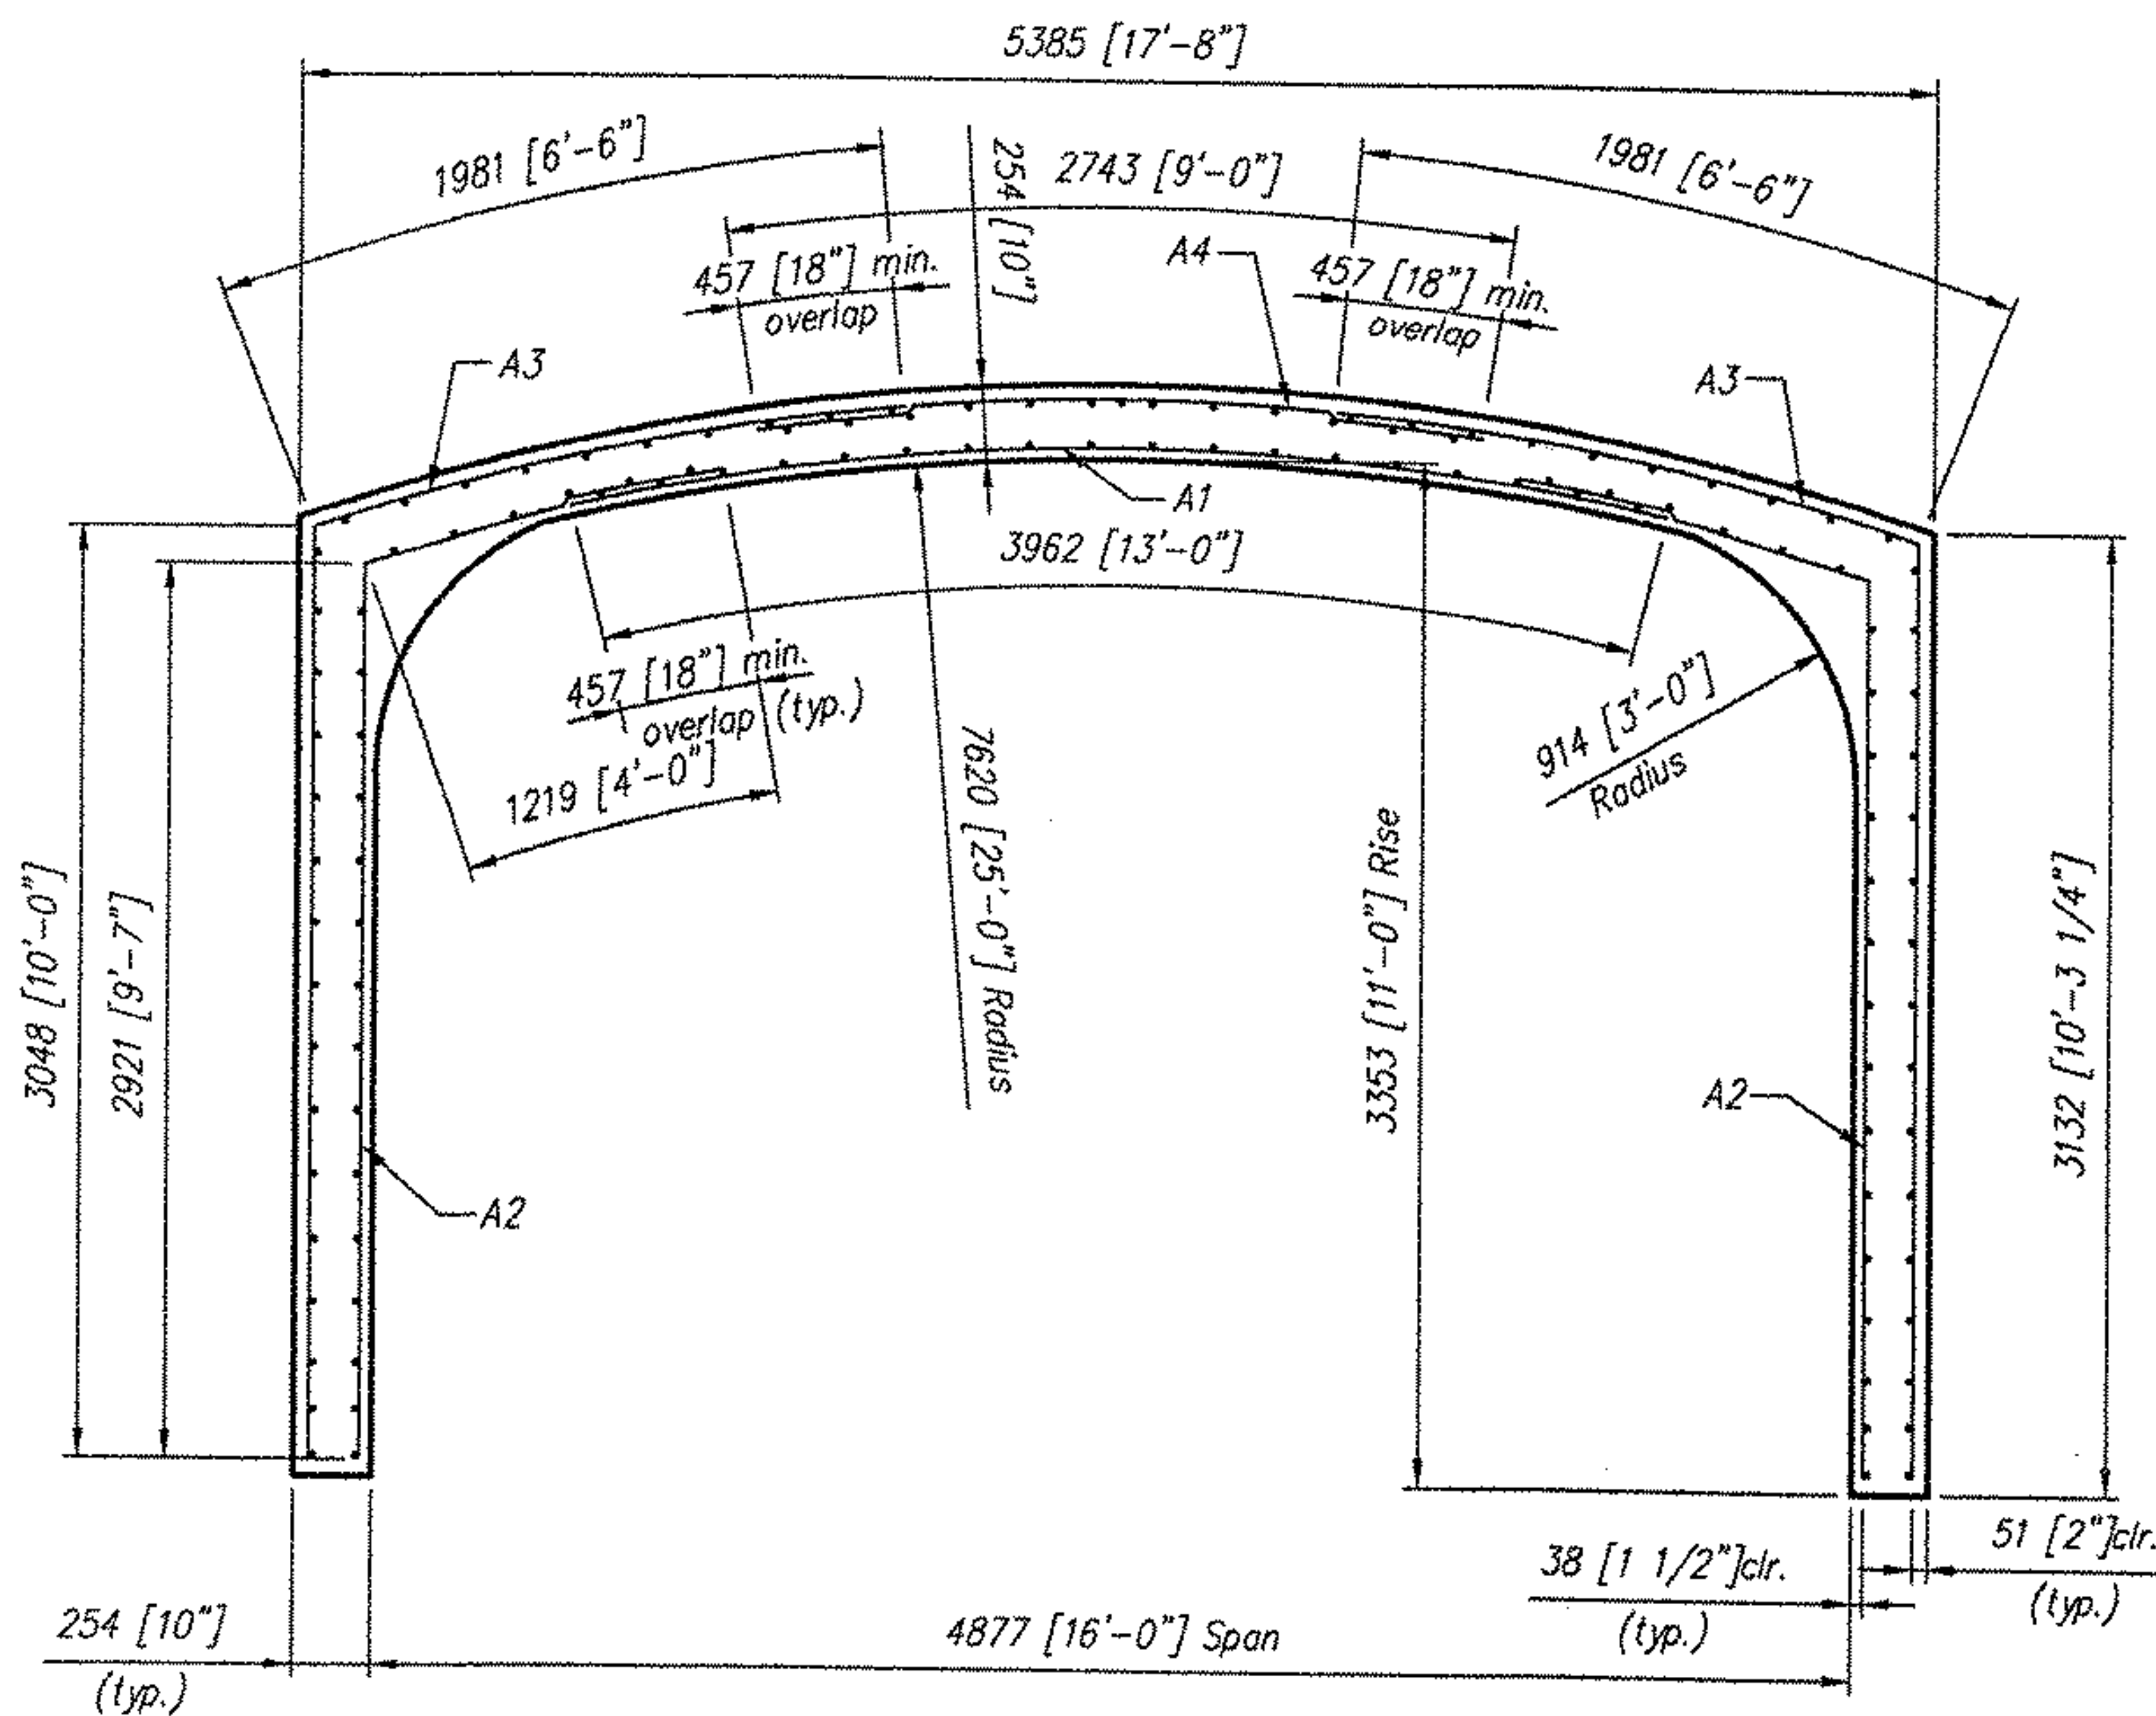 5385 [17'-8"]
1981 [6'-6"]
254 [10"]
2743 [9'-0"]
1981 [6'-6"]
457 [18"] min.
overlap
A4
457 [18"] min.
overlap
A3
A3
A1
3962 [13'-0"]
457 [18"] min.
overlap (typ.)
1219 [4'-0"]
7620 [25'-0"] Radius
914 [3'-0"]
Radius
3048 [10'-0"]
2921 [9'-7"]
3353 [11'-0"] Rise
3132 [10'-3 1/4"]
A2
A2
51 [2"]clr.
(typ.)
38 [1 1/2"]clr.
(typ.)
254 [10"]
(typ.)
4877 [16'-0"] Span